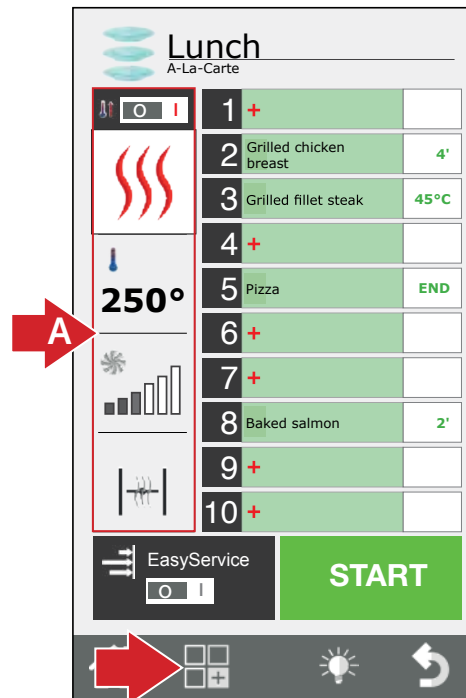 Lunch
A-La-Carte
O I
1 +
2 Grilled chicken
breast 4'
3 Grilled fillet steak 45°C
4 +
250°
5 Pizza END
A
6 +
7 +
8 Baked salmon 2'
9 +
10 +
EasyService
O I
START